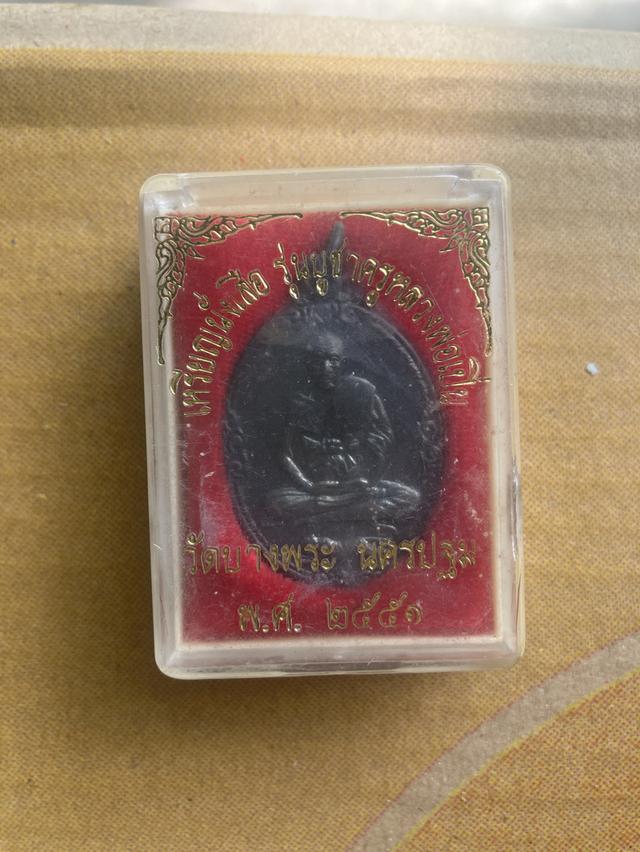 เหรียญนั่งเสือ รุ่นบูชาครูหลวงพ่อเปิ่น
วัดบางพระ นครปฐม
พ.ศ. ๒๕๕๑